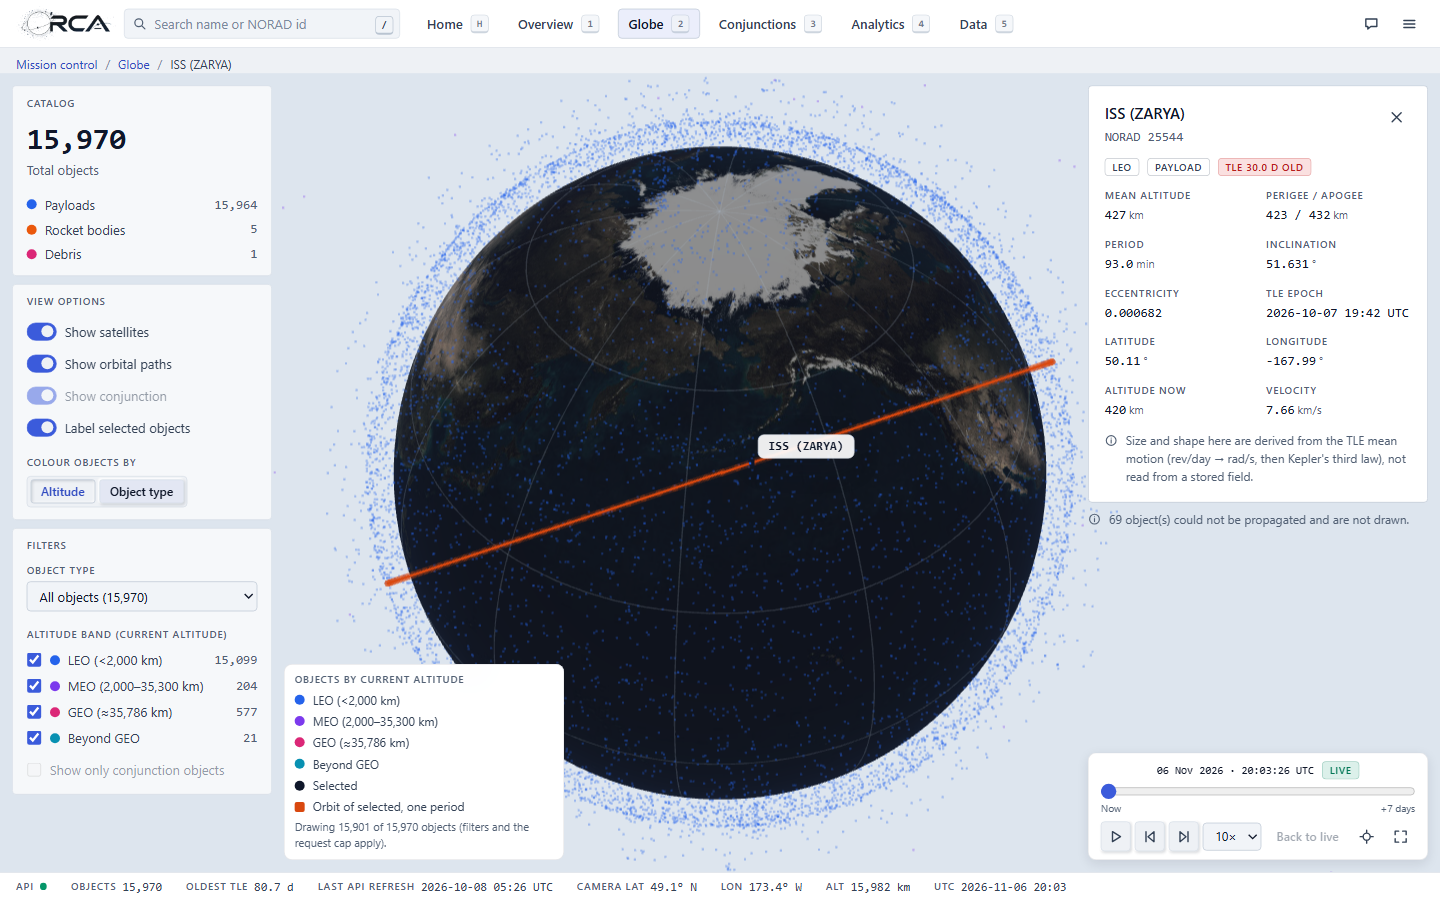 ORCA
Search name or NORAD id /
Home H
Overview 1
Globe 2
Conjunctions 3
Analytics 4
Data 5
Mission control / Globe / ISS (ZARYA)
CATALOG
15,970
Total objects
Payloads 15,964
Rocket bodies 5
Debris 1
VIEW OPTIONS
Show satellites
Show orbital paths
Show conjunction
Label selected objects
COLOUR OBJECTS BY
Altitude Object type
FILTERS
OBJECT TYPE
All objects (15,970)
ALTITUDE BAND (CURRENT ALTITUDE)
LEO (<2,000 km) 15,099
MEO (2,000–35,300 km) 204
GEO (≈35,786 km) 577
Beyond GEO 21
Show only conjunction objects
ISS (ZARYA)
OBJECTS BY CURRENT ALTITUDE
LEO (<2,000 km)
MEO (2,000–35,300 km)
GEO (≈35,786 km)
Beyond GEO
Selected
Orbit of selected, one period
Drawing 15,901 of 15,970 objects (filters and the
request cap apply).
ISS (ZARYA)
NORAD 25544
LEO PAYLOAD TLE 30.0 D OLD
MEAN ALTITUDE PERIGEE / APOGEE
427 km 423 / 432 km
PERIOD INCLINATION
93.0 min 51.631°
ECCENTRICITY TLE EPOCH
0.000682 2026-10-07 19:42 UTC
LATITUDE LONGITUDE
50.11° -167.99°
ALTITUDE NOW VELOCITY
420 km 7.66 km/s
Size and shape here are derived from the TLE mean
motion (rev/day → rad/s, then Kepler's third law), not
read from a stored field.
69 object(s) could not be propagated and are not drawn.
06 Nov 2026 · 20:03:26 UTC LIVE
Now +7 days
10× Back to live
API OBJECTS 15,970 OLDEST TLE 80.7 d LAST API REFRESH 2026-10-08 05:26 UTC CAMERA LAT 49.1° N LON 173.4° W ALT 15,982 km UTC 2026-11-06 20:03